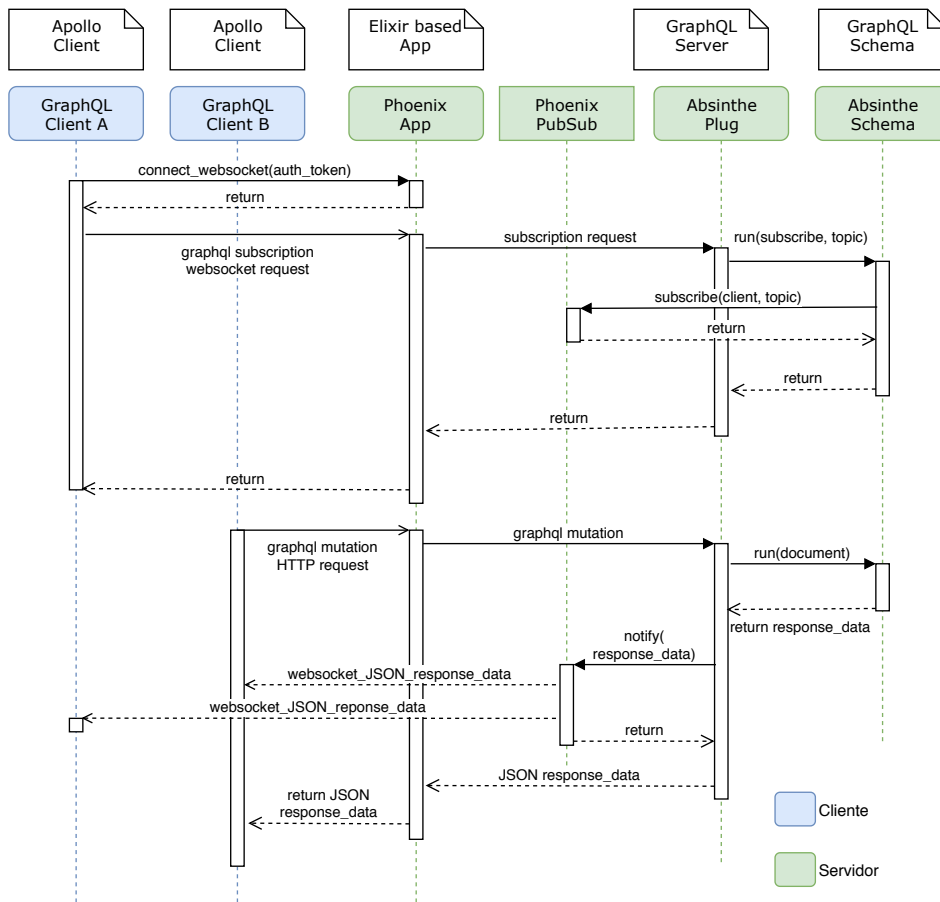 Apollo
Client
Apollo
Client
Elixir based
App
GraphQL
Server
GraphQL
Schema
GraphQL
Client A
GraphQL
Client B
Phoenix
App
Phoenix
PubSub
Absinthe
Plug
Absinthe
Schema
connect_websocket(auth_token)
return
graphql subscription
websocket request
subscription request
run(subscribe, topic)
subscribe(client, topic)
return
return
return
return
graphql mutation
HTTP request
graphql mutation
run(document)
return response_data
notify(
response_data)
websocket_JSON_response_data
websocket_JSON_reponse_data
return
JSON response_data
return JSON
response_data
Cliente
Servidor